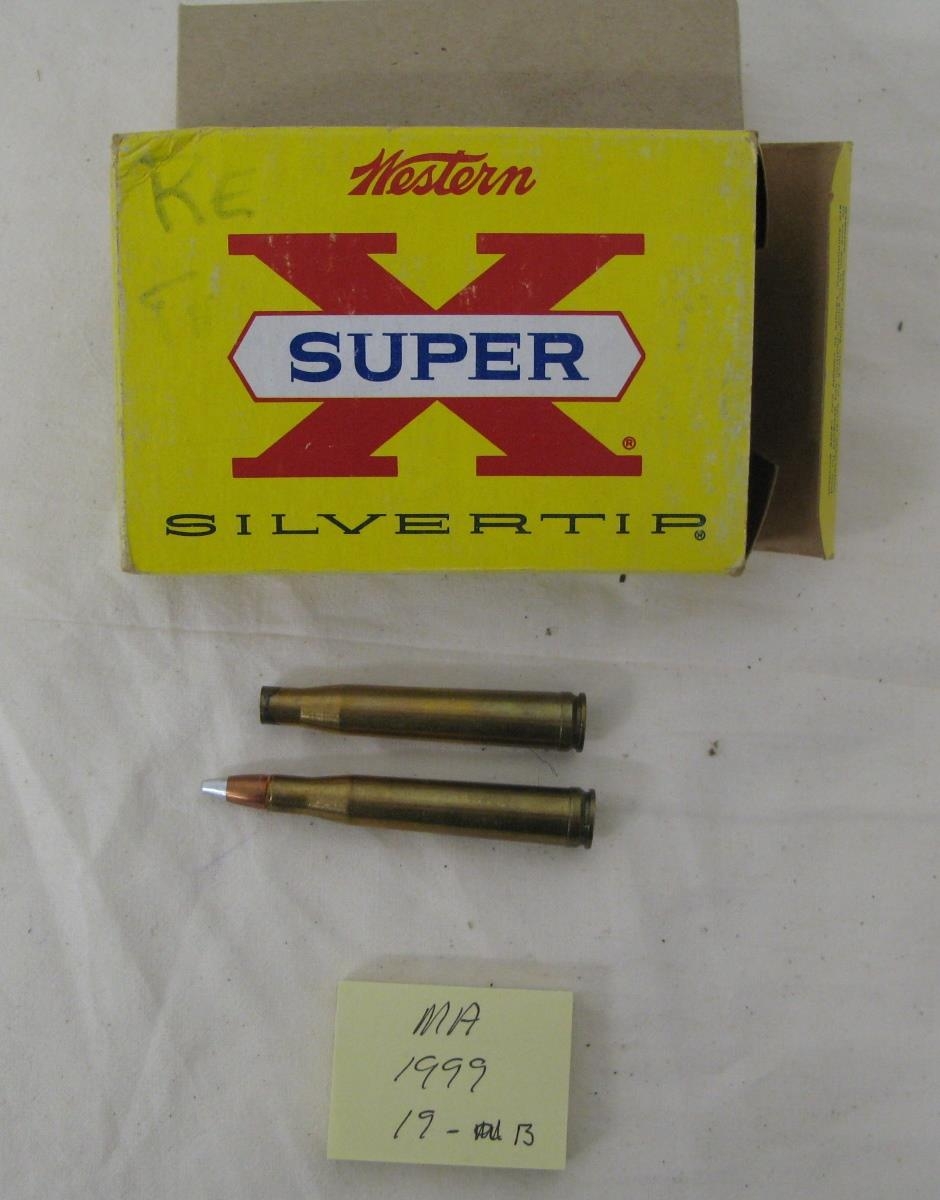 KE
Western
X
SUPER
®
SILVERTIP®
MA
1999
19- B